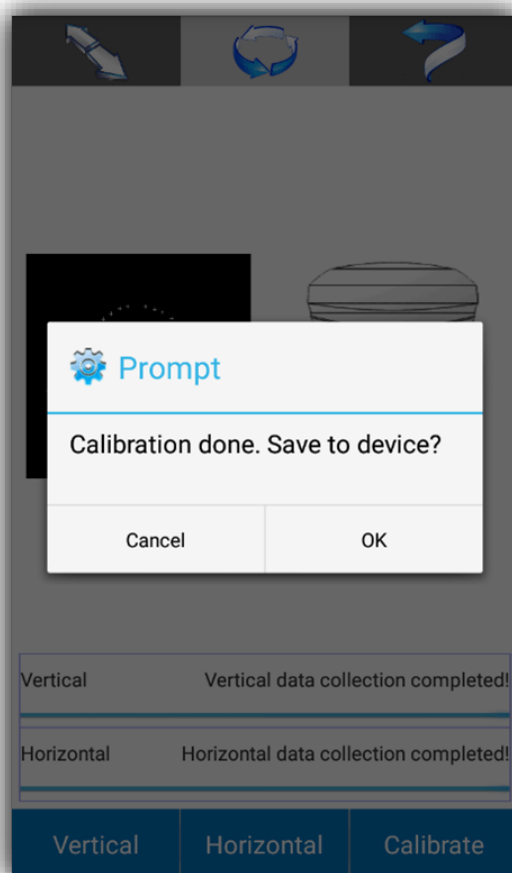 Prompt
Calibration done. Save to device?
Cancel OK
Vertical Vertical data collection completed!
Horizontal Horizontal data collection completed!
Vertical Horizontal Calibrate